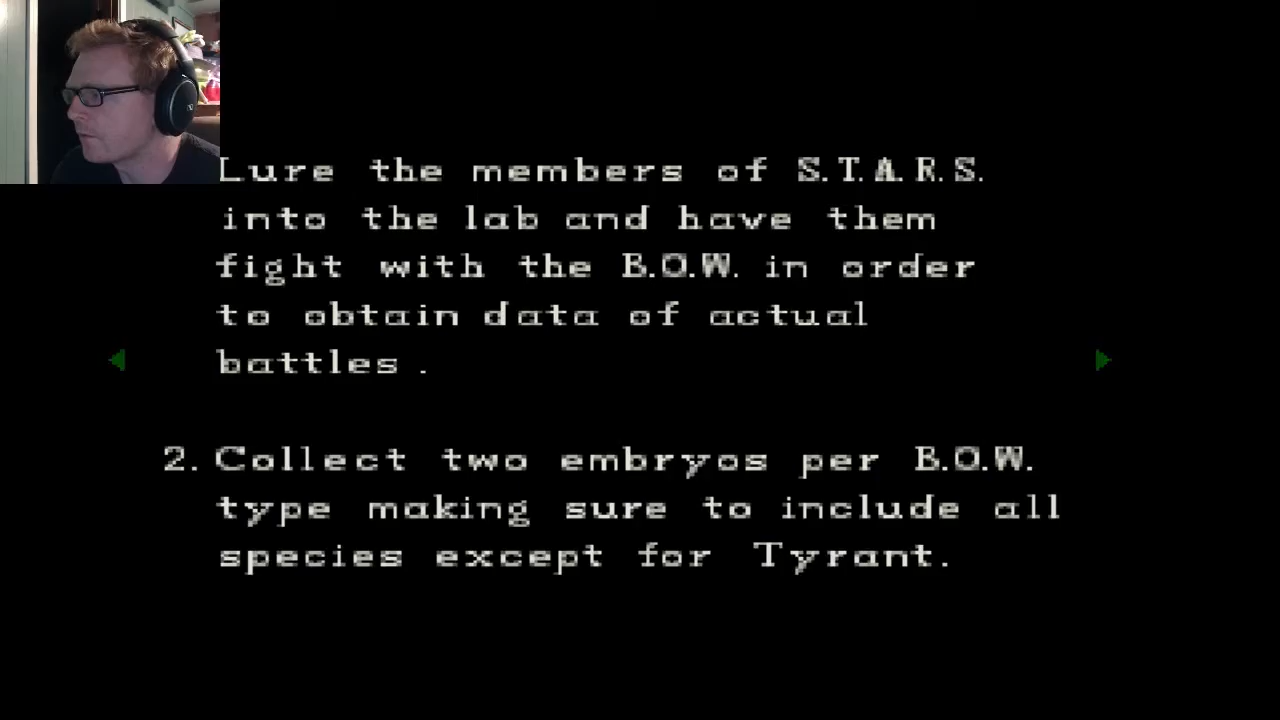 Lure the members of S.T.A.R.S.
into the lab and have them
fight with the B.O.W. in order
to obtain data of actual
battles .
2. Collect two embryos per B.O.W.
type making sure to include all
species except for Tyrant.